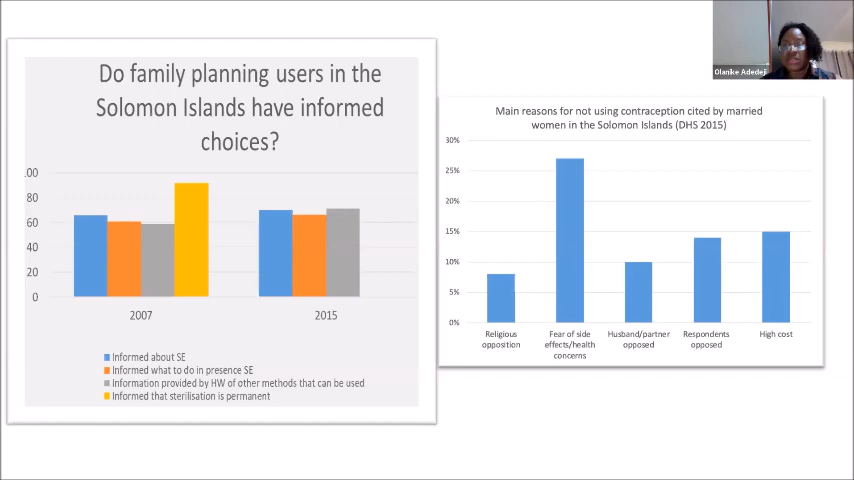 Olanike Adedeji
Do family planning users in the
Solomon Islands have informed
choices?
00
80
60
40
20
0
2007
2015
Informed about SE
Informed what to do in presence SE
Information provided by HW of other methods that can be used
Informed that sterilisation is permanent
Main reasons for not using contraception cited by married
women in the Solomon Islands (DHS 2015)
30%
25%
20%
15%
10%
5%
0%
Religious
opposition
Fear of side
effects/health
concerns
Husband/partner
opposed
Respondents
opposed
High cost